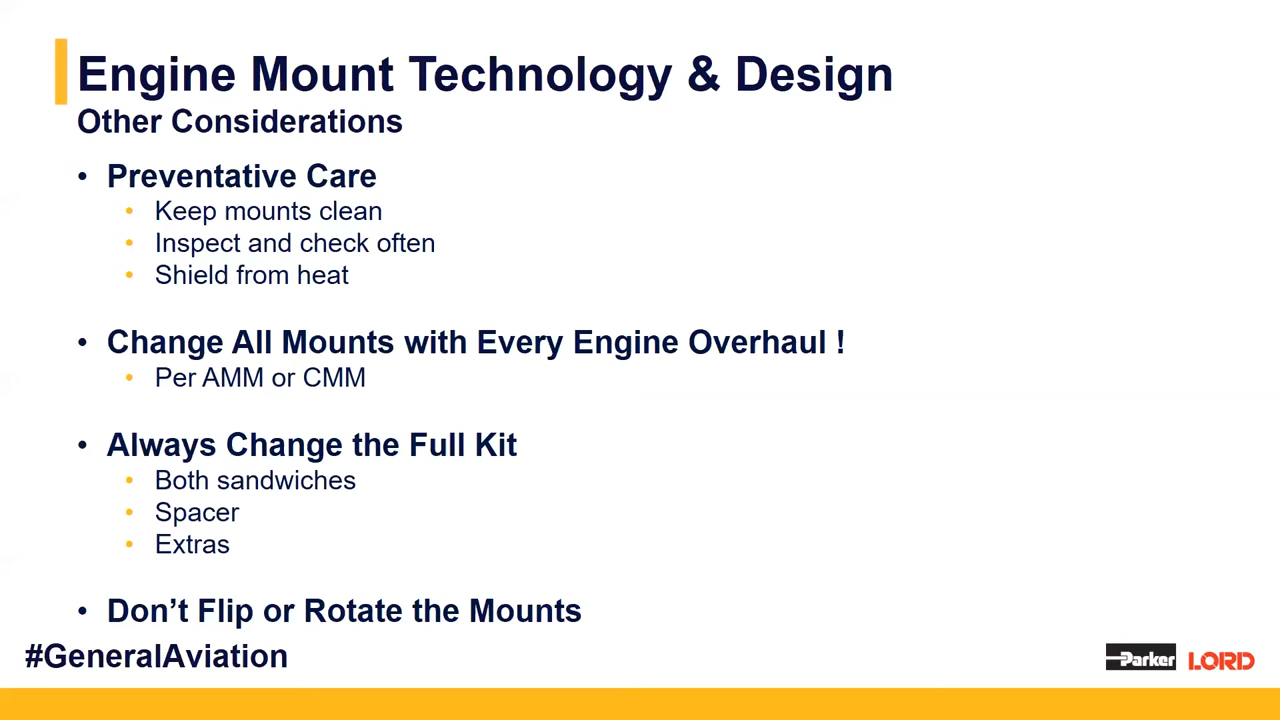 Engine Mount Technology & Design
Other Considerations
• Preventative Care
• Keep mounts clean
• Inspect and check often
• Shield from heat
• Change All Mounts with Every Engine Overhaul !
• Per AMM or CMM
• Always Change the Full Kit
• Both sandwiches
• Spacer
• Extras
• Don’t Flip or Rotate the Mounts
#GeneralAviation
Parker LORD